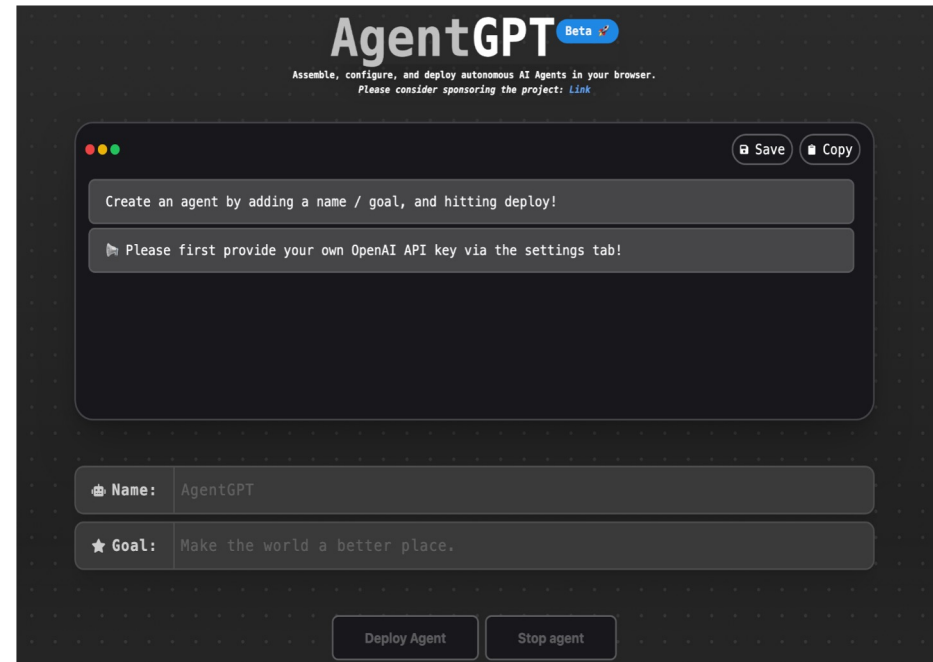 AgentGPT Beta 🚀
Assemble, configure, and deploy autonomous AI Agents in your browser.
Please consider sponsoring the project: Link
Save Copy
Create an agent by adding a name / goal, and hitting deploy!
Please first provide your own OpenAI API key via the settings tab!
Name: AgentGPT
Goal: Make the world a better place.
Deploy Agent Stop agent